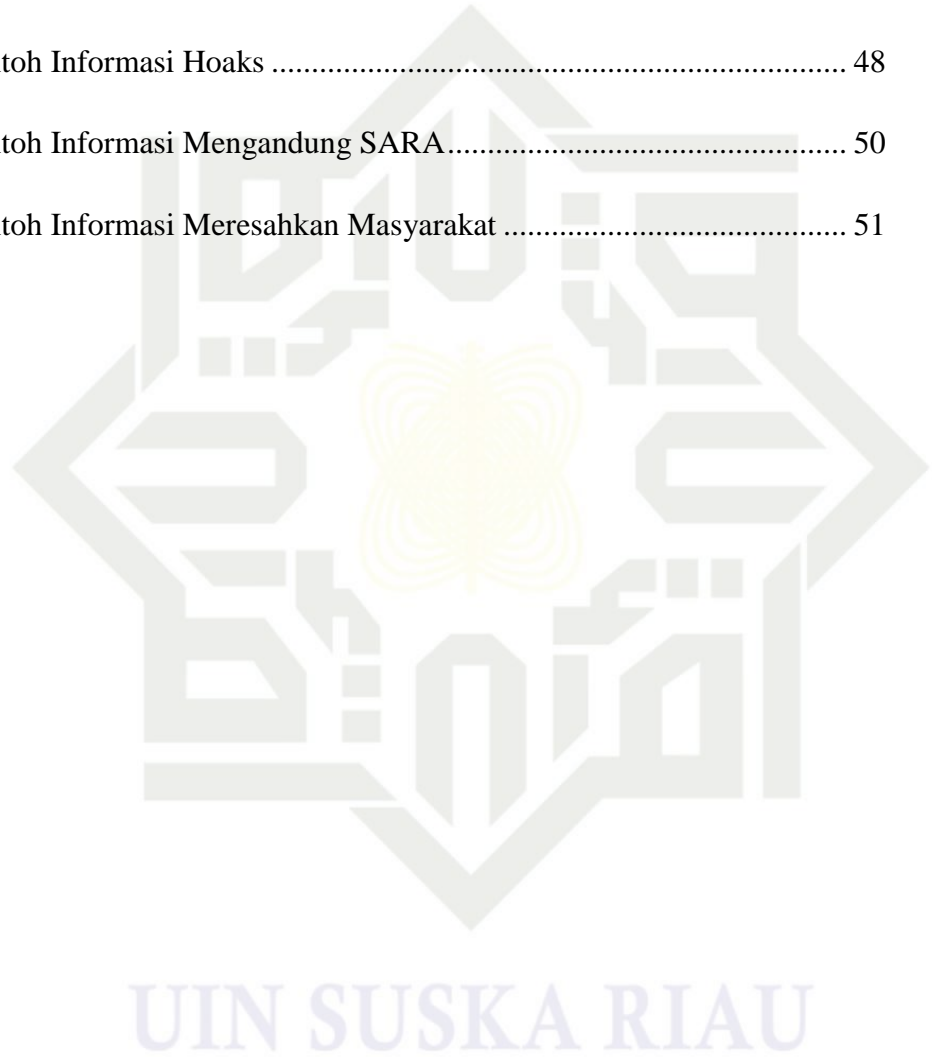 toh Informasi Hoaks ........................................................................ 48
toh Informasi Mengandung SARA.................................................. 50
toh Informasi Meresahkan Masyarakat ........................................... 51
UIN SUSKA RIAU